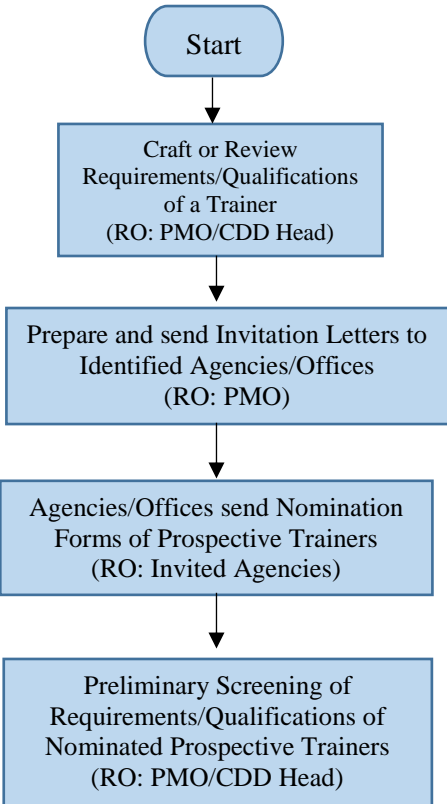 Start
Craft or Review
Requirements/Qualifications
of a Trainer
(RO: PMO/CDD Head)
Prepare and send Invitation Letters to
Identified Agencies/Offices
(RO: PMO)
Agencies/Offices send Nomination
Forms of Prospective Trainers
(RO: Invited Agencies)
Preliminary Screening of
Requirements/Qualifications of
Nominated Prospective Trainers
(RO: PMO/CDD Head)